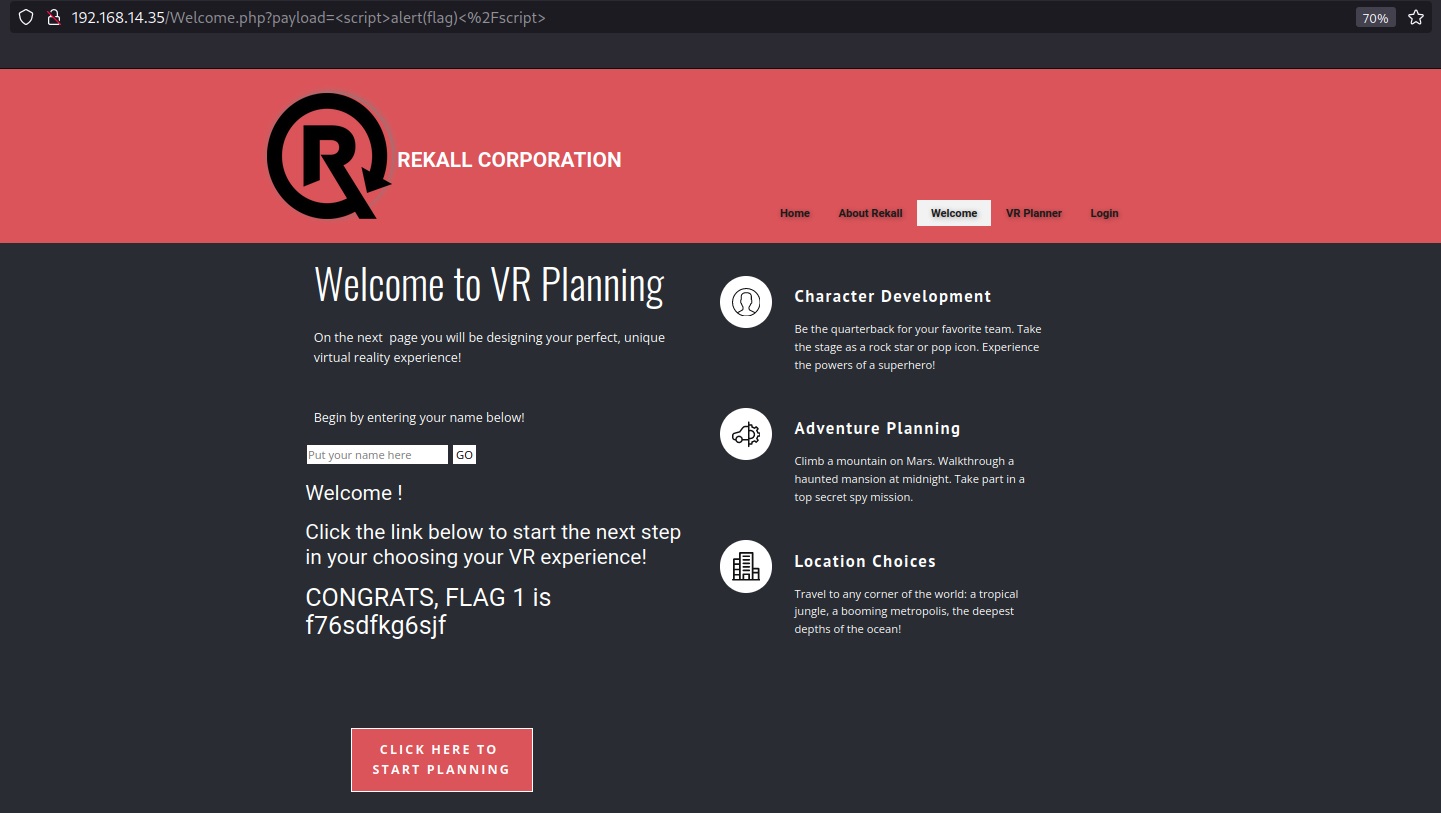 192.168.14.35/Welcome.php?payload=<script>alert(flag)<%2Fscript>
70%
R
REKALL CORPORATION
Home About Rekall Welcome VR Planner Login
Welcome to VR Planning
On the next  page you will be designing your perfect, unique
virtual reality experience!
Begin by entering your name below!
Put your name here GO
Welcome !
Click the link below to start the next step
in your choosing your VR experience!
CONGRATS, FLAG 1 is
f76sdfkg6sjf
CLICK HERE TO
START PLANNING
Character Development
Be the quarterback for your favorite team. Take
the stage as a rock star or pop icon. Experience
the powers of a superhero!
Adventure Planning
Climb a mountain on Mars. Walkthrough a
haunted mansion at midnight. Take part in a
top secret spy mission.
Location Choices
Travel to any corner of the world: a tropical
jungle, a booming metropolis, the deepest
depths of the ocean!